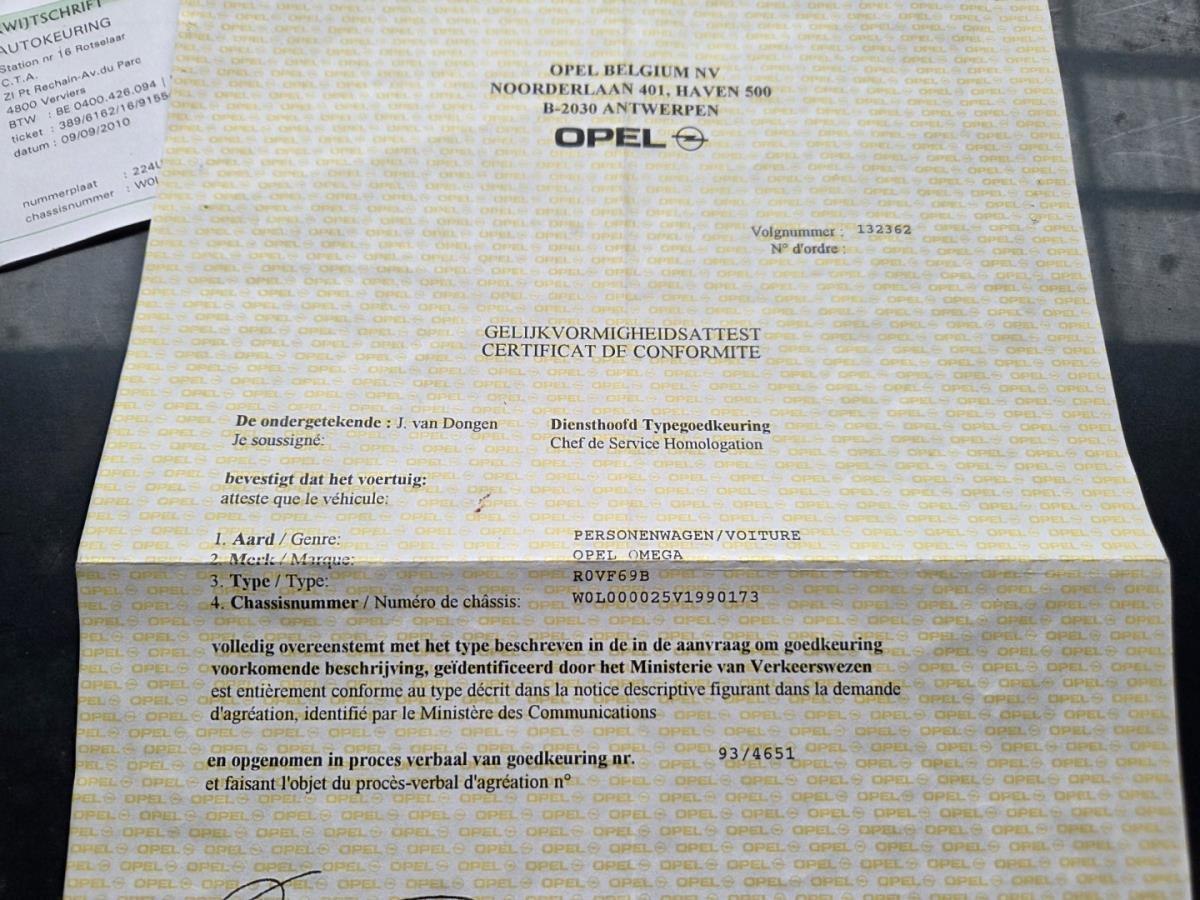 KWIJTSCHRIFT
AUTOKEURING
Station nr 16 Rotselaar
C.T.A.
ZI Pt Rechain-Av.du Parc
4800 Verviers
BTW : BE 0400.426.094 |
ticket : 389/6162/16/9155
datum : 09/09/2010
nummerplaat : 224L
chassisnummer : W0L
OPEL BELGIUM NV
NOORDERLAAN 401, HAVEN 500
B-2030 ANTWERPEN
OPEL
Volgnummer : 132362
N° d'ordre :
GELIJKVORMIGHEIDSATTEST
CERTIFICAT DE CONFORMITE
De ondergetekende : J. van Dongen Diensthoofd Typegoedkeuring
Je soussigné: Chef de Service Homologation
bevestigt dat het voertuig:
atteste que le véhicule:
1. Aard / Genre: PERSONENWAGEN/VOITURE
2. Merk / Marque: OPEL OMEGA
3. Type / Type: R0VF69B
4. Chassisnummer / Numéro de châssis: W0L000025V1990173
volledig overeenstemt met het type beschreven in de in de aanvraag om goedkeuring
voorkomende beschrijving, geïdentificeerd door het Ministerie van Verkeerswezen
est entièrement conforme au type décrit dans la notice descriptive figurant dans la demande
d'agréation, identifié par le Ministère des Communications
en opgenomen in proces verbaal van goedkeuring nr. 93/4651
et faisant l'objet du procès-verbal d'agréation n°